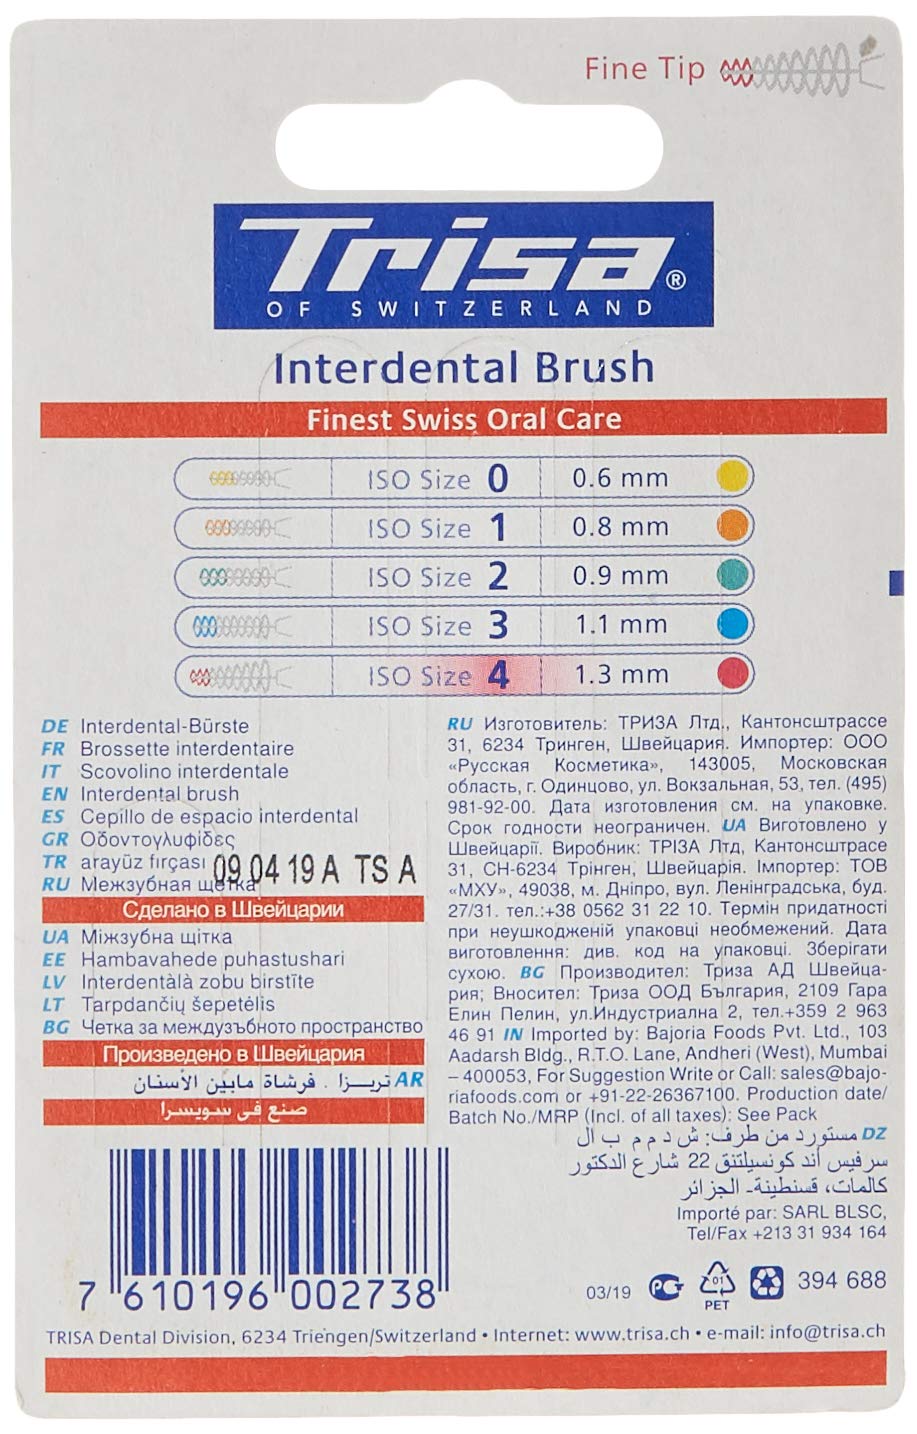 Fine Tip
Trisa®
OF SWITZERLAND
Interdental Brush
Finest Swiss Oral Care
ISO Size 0 0.6 mm
ISO Size 1 0.8 mm
ISO Size 2 0.9 mm
ISO Size 3 1.1 mm
ISO Size 4 1.3 mm
DE Interdental-Bürste
FR Brossette interdentaire
IT Scovolino interdentale
EN Interdental brush
ES Cepillo de espacio interdental
GR Οδοντογλυφίδες
TR arayüz fırçası
09 04 19 A TS A
RU Межзубная щетка
Сделано в Швейцарии
UA Міжзубна щітка
EE Hambavahede puhastushari
LV Interdentàlà zobu birstīte
LT Tarpdančių šepetėlis
BG Четка за междузъбното пространство
Произведено в Швейцария
AR تريـزا . فرشاة مابين الأسنان
صنع في سويسرا
RU Изготовитель: ТРИЗА Лтд., Кантонсштрассе
31, 6234 Тринген, Швейцария. Импортер: ООО
«Русская Косметика», 143005, Московская
область, г. Одинцово, ул. Вокзальная, 53, тел. (495)
981-92-00. Дата изготовления см. на упаковке.
Срок годности неограничен. UA Виготовлено у
Швейцарії. Виробник: ТРІЗА Лтд, Кантонсштрасе
31, CH-6234 Трінген, Швейцарія. Імпортер: ТОВ
«МХУ», 49038, м. Дніпро, вул. Ленінградська, буд.
27/31. тел.:+38 0562 31 22 10. Термін придатності
при неушкодженій упаковці необмежений. Дата
виготовлення: див. код на упаковці. Зберігати
сухою. BG Производител: Триза АД Швейца-
рия; Вносител: Триза ООД България, 2109 Гара
Елин Пелин, ул.Индустриална 2, тел.+359 2 963
46 91 IN Imported by: Bajoria Foods Pvt. Ltd., 103
Aadarsh Bldg., R.T.O. Lane, Andheri (West), Mumbai
– 400053, For Suggestion Write or Call: sales@bajo-
riafoods.com or +91-22-26367100. Production date/
Batch No./MRP (Incl. of all taxes): See Pack
DZ مستورد من طرف: ش د م م ب ال
سرفيس أند كونسيلتنق 22 شارع الدكتور
كالمات، قسنطينة- الجزائر
Importé par: SARL BLSC,
Tel/Fax +213 31 934 164
7 610196 002738
03/19 PCT 01 PET 394 688
TRISA Dental Division, 6234 Triengen/Switzerland • Internet: www.trisa.ch • e-mail: info@trisa.ch